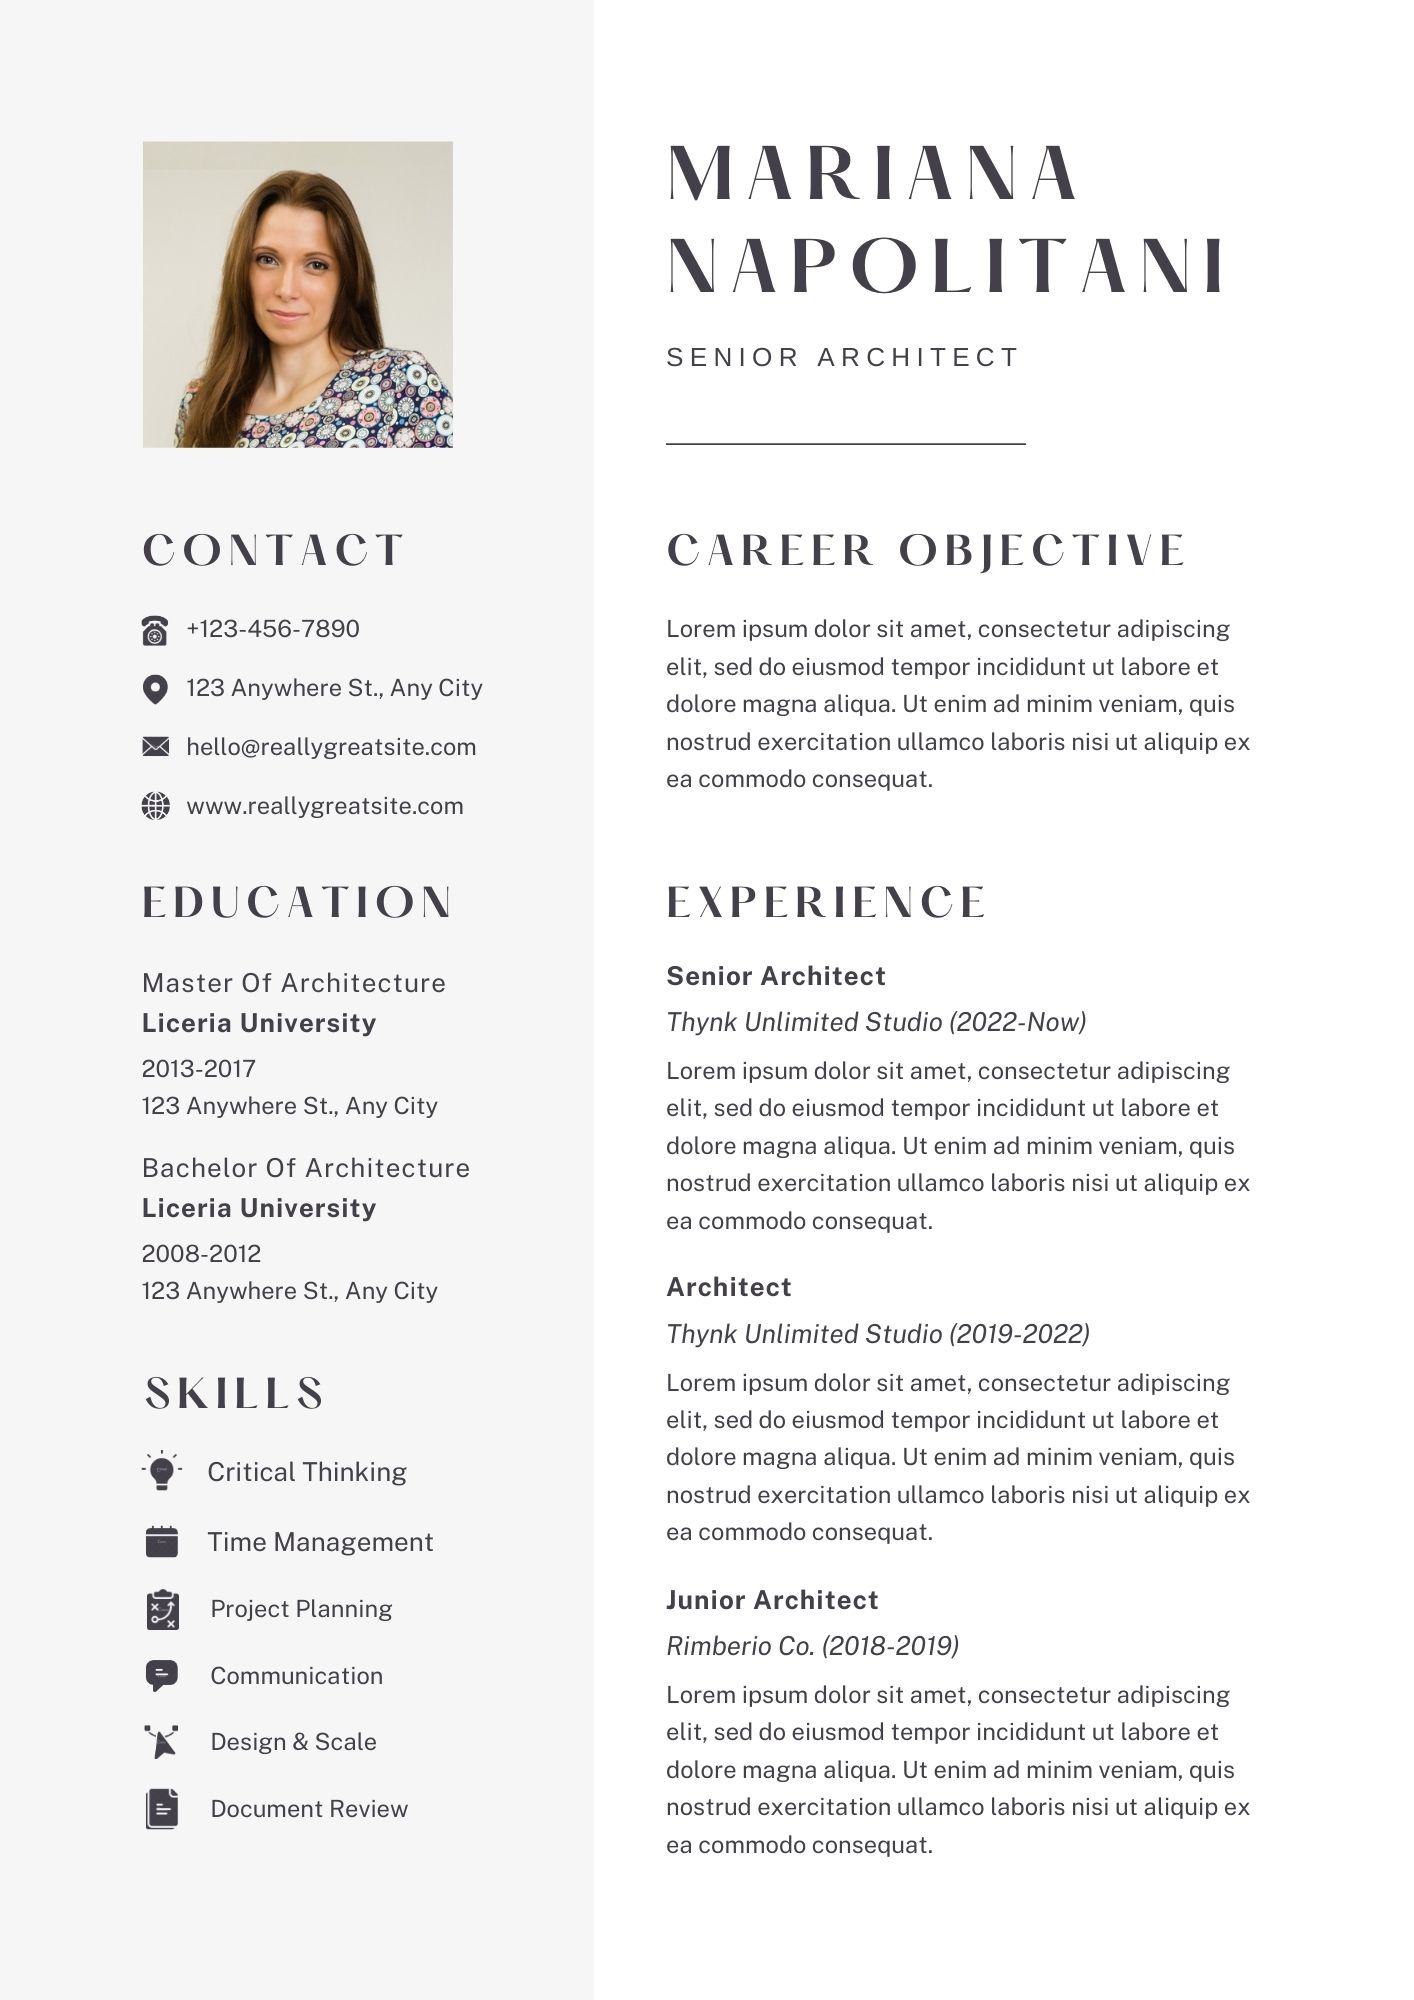 MARIANA
NAPOLITANI
SENIOR ARCHITECT
CONTACT
+123-456-7890
123 Anywhere St., Any City
hello@reallygreatsite.com
www.reallygreatsite.com
EDUCATION
Master Of Architecture
Liceria University
2013-2017
123 Anywhere St., Any City
Bachelor Of Architecture
Liceria University
2008-2012
123 Anywhere St., Any City
SKILLS
Critical Thinking
Time Management
Project Planning
Communication
Design & Scale
Document Review
CAREER OBJECTIVE
Lorem ipsum dolor sit amet, consectetur adipiscing
elit, sed do eiusmod tempor incididunt ut labore et
dolore magna aliqua. Ut enim ad minim veniam, quis
nostrud exercitation ullamco laboris nisi ut aliquip ex
ea commodo consequat.
EXPERIENCE
Senior Architect
Thynk Unlimited Studio (2022-Now)
Lorem ipsum dolor sit amet, consectetur adipiscing
elit, sed do eiusmod tempor incididunt ut labore et
dolore magna aliqua. Ut enim ad minim veniam, quis
nostrud exercitation ullamco laboris nisi ut aliquip ex
ea commodo consequat.
Architect
Thynk Unlimited Studio (2019-2022)
Lorem ipsum dolor sit amet, consectetur adipiscing
elit, sed do eiusmod tempor incididunt ut labore et
dolore magna aliqua. Ut enim ad minim veniam, quis
nostrud exercitation ullamco laboris nisi ut aliquip ex
ea commodo consequat.
Junior Architect
Rimberio Co. (2018-2019)
Lorem ipsum dolor sit amet, consectetur adipiscing
elit, sed do eiusmod tempor incididunt ut labore et
dolore magna aliqua. Ut enim ad minim veniam, quis
nostrud exercitation ullamco laboris nisi ut aliquip ex
ea commodo consequat.